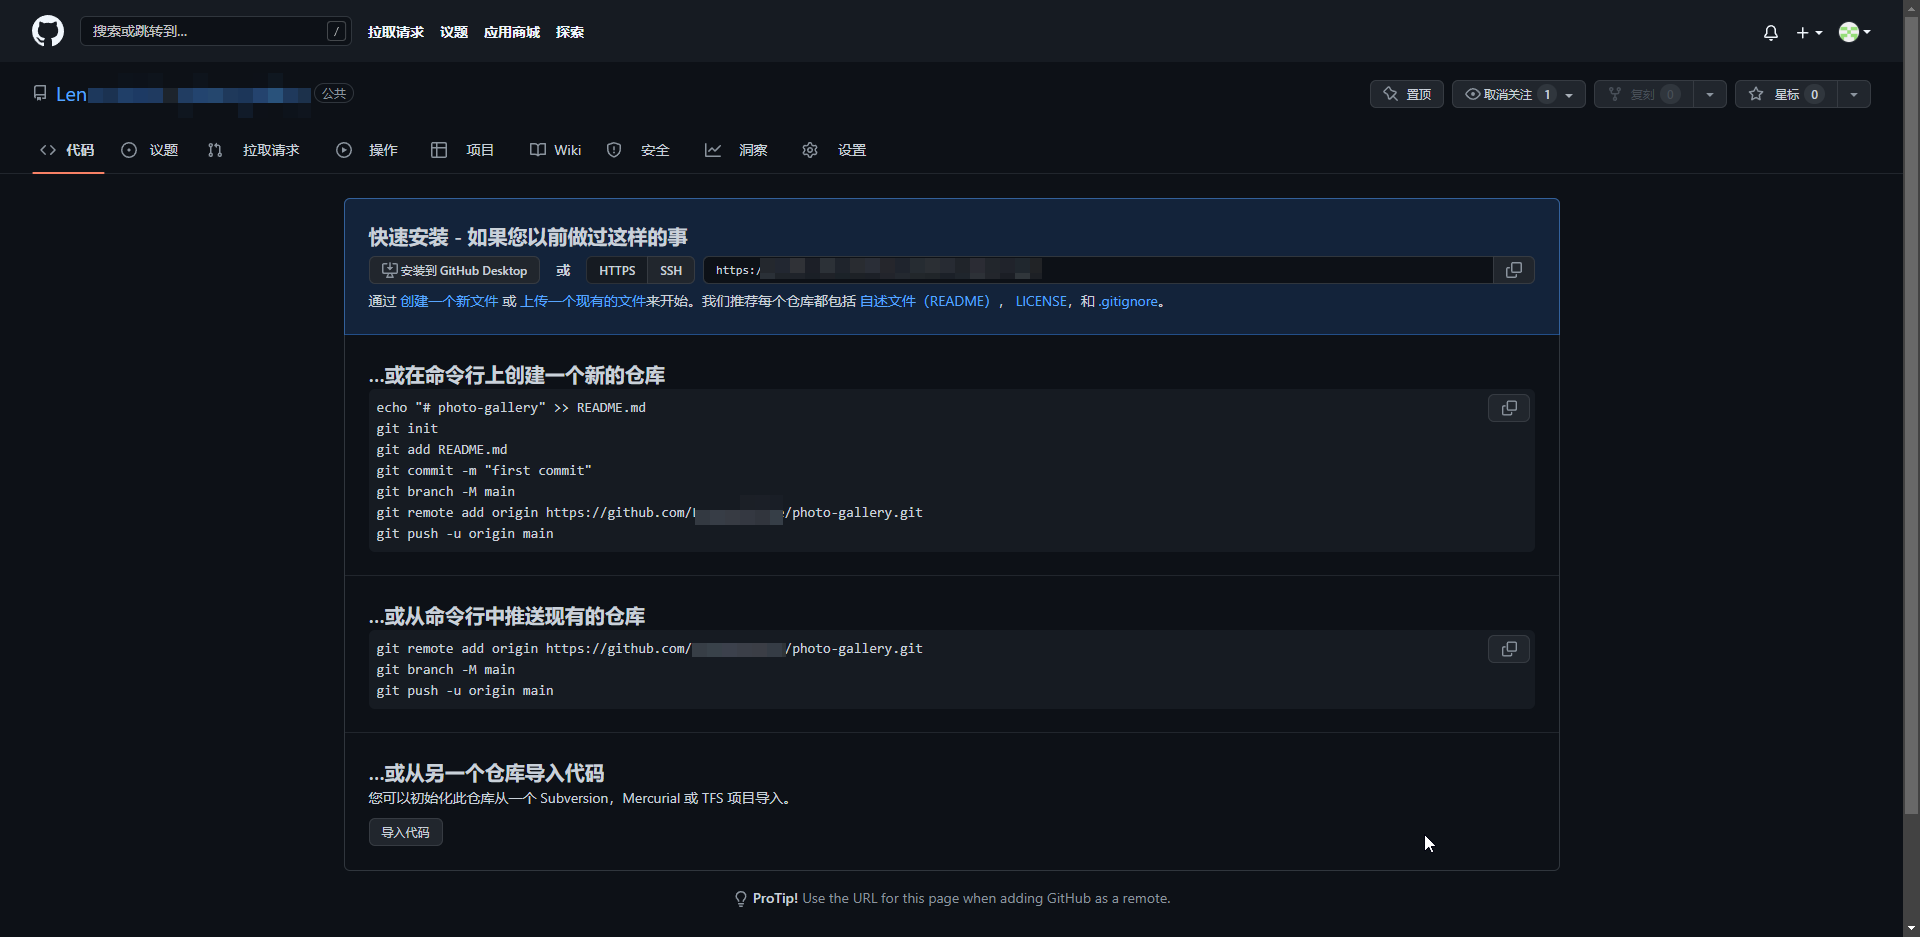 搜索或跳转到... / 拉取请求 议题 应用商城 探索
Len 公共 置顶 取消关注 1 复刻 0 星标 0
代码 议题 拉取请求 操作 项目 Wiki 安全 洞察 设置
快速安装 - 如果您以前做过这样的事
安装到 GitHub Desktop 或 HTTPS SSH https:/
通过 创建一个新文件 或 上传一个现有的文件来开始。我们推荐每个仓库都包括 自述文件（README）， LICENSE，和 .gitignore。
...或在命令行上创建一个新的仓库
echo "# photo-gallery" >> README.md
git init
git add README.md
git commit -m "first commit"
git branch -M main
git remote add origin https://github.com/ /photo-gallery.git
git push -u origin main
...或从命令行中推送现有的仓库
git remote add origin https://github.com/ /photo-gallery.git
git branch -M main
git push -u origin main
...或从另一个仓库导入代码
您可以初始化此仓库从一个 Subversion，Mercurial 或 TFS 项目导入。
导入代码
ProTip! Use the URL for this page when adding GitHub as a remote.